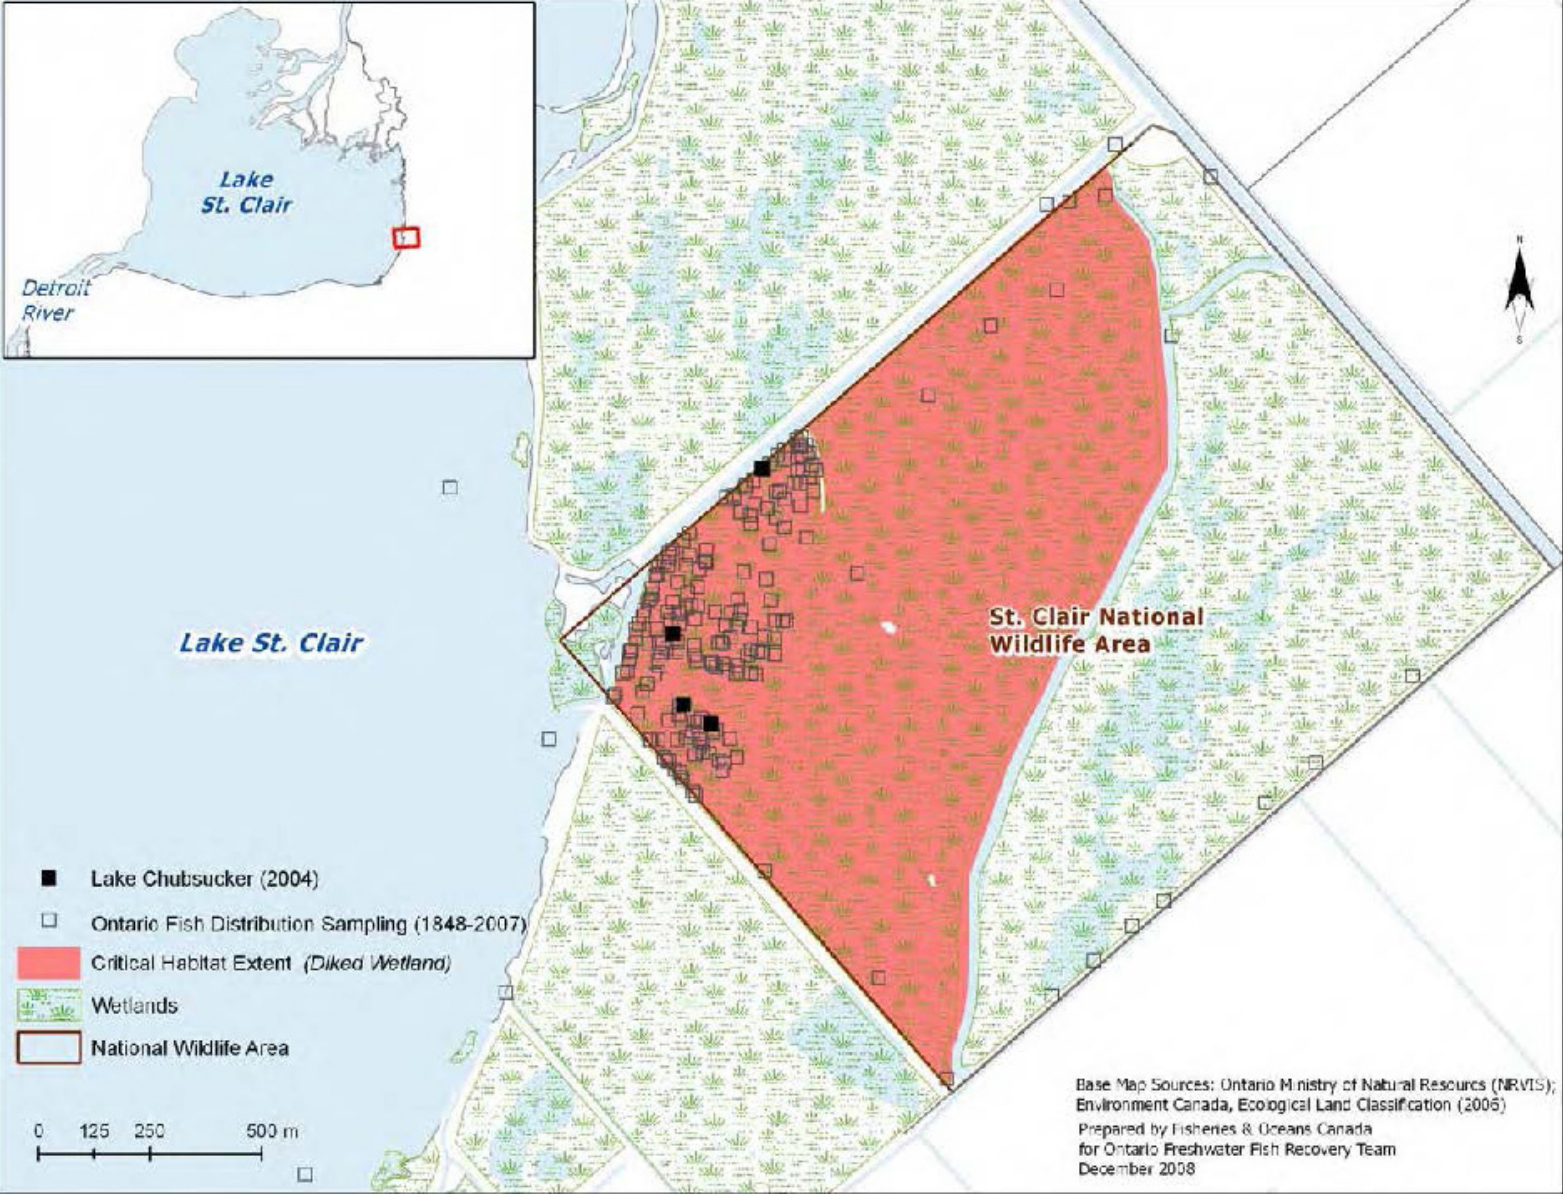 Lake
St. Clair
Detroit
River
N
S
St. Clair National
Wildlife Area
Lake St. Clair
Lake Chubsucker (2004)
Ontario Fish Distribution Sampling (1848-2007)
Critical Habitat Extent (Diked Wetland)
Wetlands
National Wildlife Area
0 125 250 500 m
Base Map Sources: Ontario Ministry of Natural Resourcs (NRVIS);
Environment Canada, Ecological Land Classification (2006)
Prepared by Fisheries & Oceans Canada
for Ontario Freshwater Fish Recovery Team
December 2008